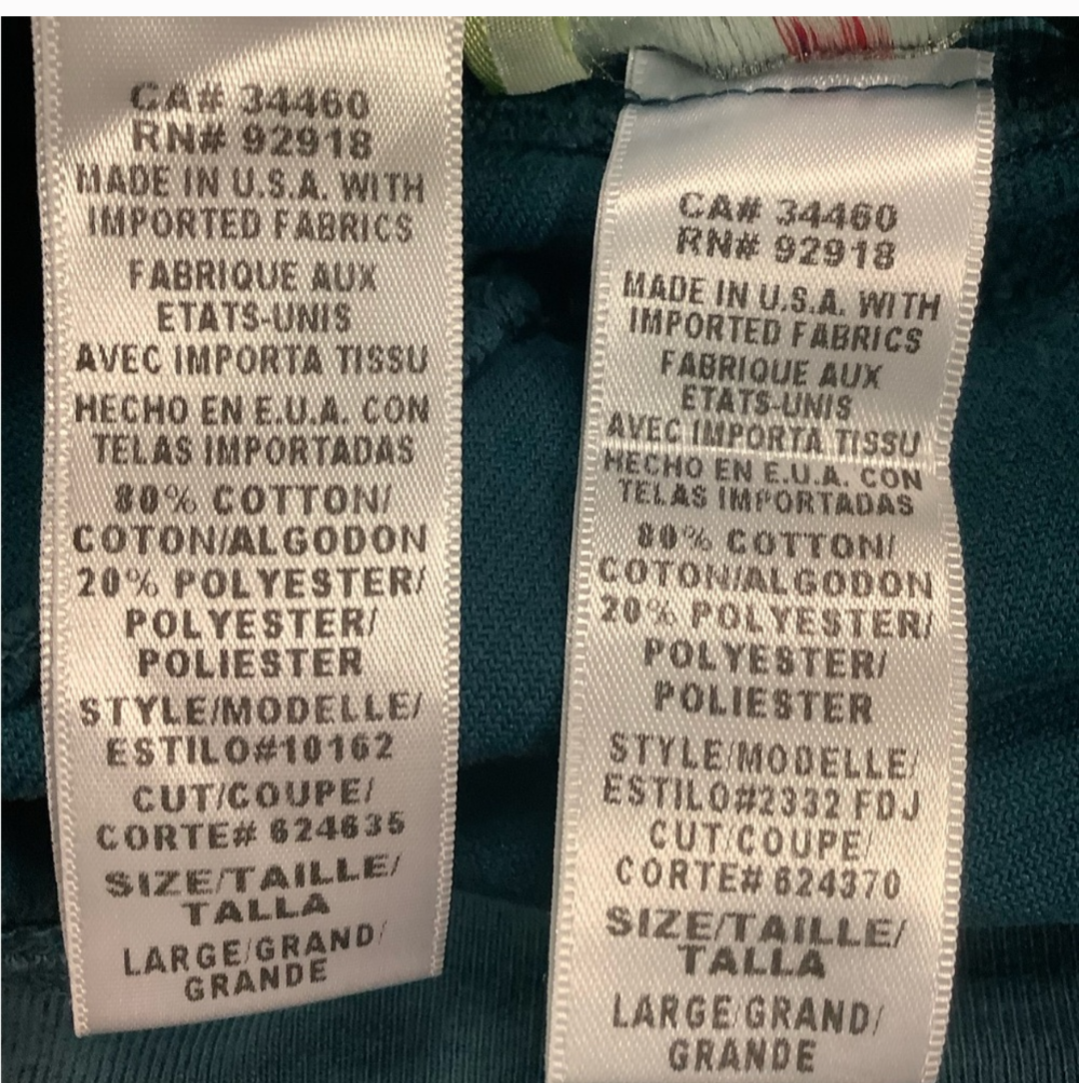 CA# 34460
RN# 92918
MADE IN U.S.A. WITH
IMPORTED FABRICS
FABRIQUE AUX
ETATS-UNIS
AVEC IMPORTA TISSU
HECHO EN E.U.A. CON
TELAS IMPORTADAS
80% COTTON/
COTON/ALGODON
20% POLYESTER/
POLYESTER/
POLIESTER
STYLE/MODELLE/
ESTILO#10162
CUT/COUPE/
CORTE# 624635
SIZE/TAILLE/
TALLA
LARGE/GRAND/
GRANDE
CA# 34460
RN# 92918
MADE IN U.S.A. WITH
IMPORTED FABRICS
FABRIQUE AUX
ETATS-UNIS
AVEC IMPORTA TISSU
HECHO EN E.U.A. CON
TELAS IMPORTADAS
80% COTTON/
COTON/ALGODON
20% POLYESTER/
POLYESTER/
POLIESTER
STYLE/MODELLE/
ESTILO#2332 FDJ
CUT/COUPE/
CORTE# 624370
SIZE/TAILLE/
TALLA
LARGE/GRAND/
GRANDE